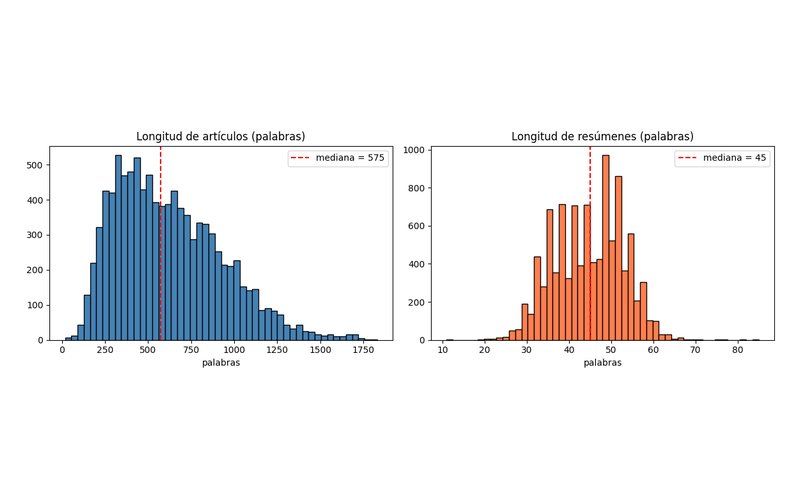 Longitud de artículos (palabras)
mediana = 575
500
400
300
200
100
0
0 250 500 750 1000 1250 1500 1750
palabras
Longitud de resúmenes (palabras)
mediana = 45
1000
800
600
400
200
0
10 20 30 40 50 60 70 80
palabras